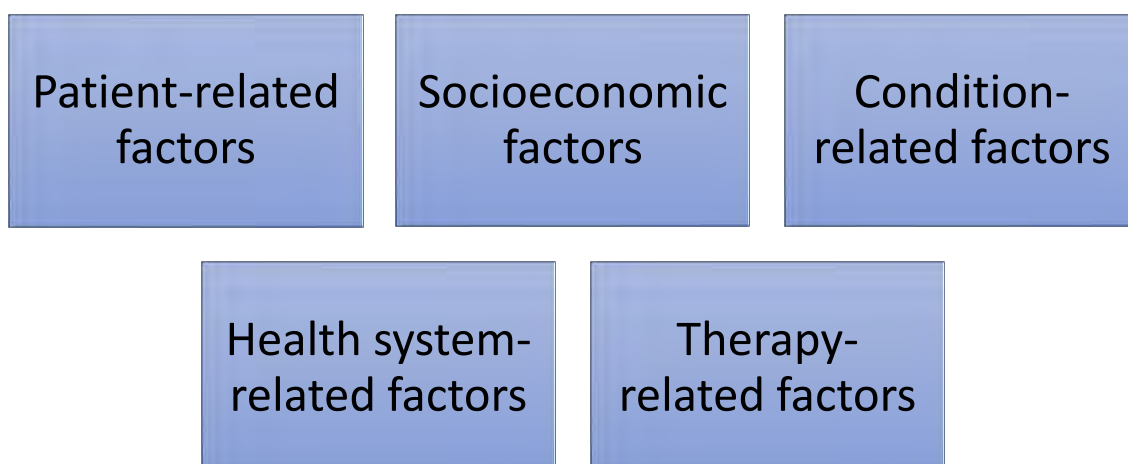 Patient-related
factors
Socioeconomic
factors
Condition-
related factors
Health system-
related factors
Therapy-
related factors